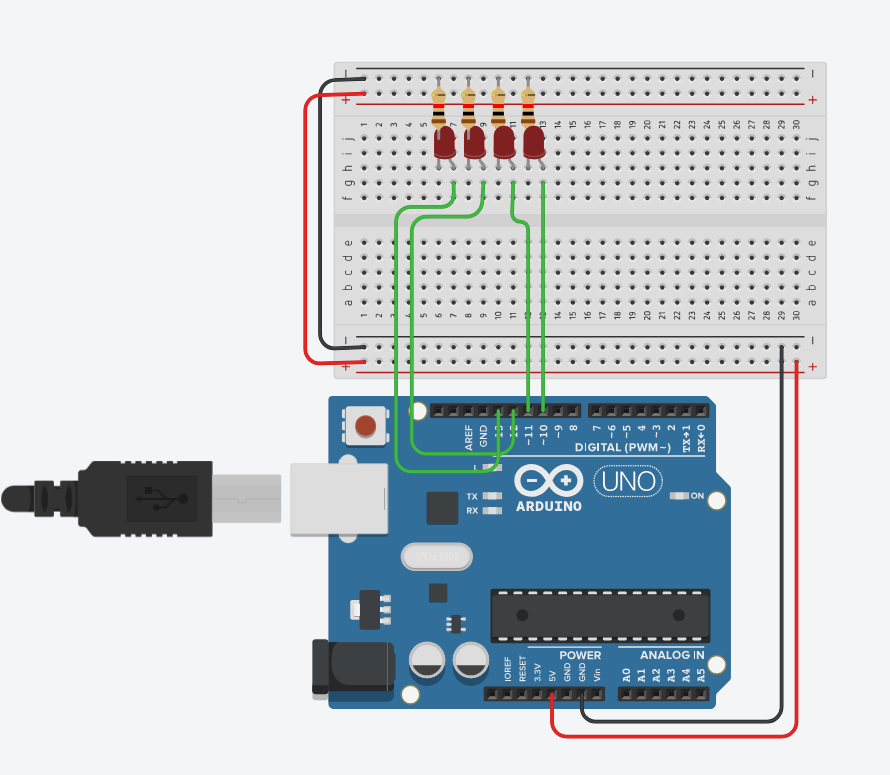 1 2 3 4 5 6 7 8 9 10 11 12 13 14 15 16 17 18 19 20 21 22 23 24 25 26 27 28 29 30
j j
i i
h h
g g
f f
e e
d d
c c
b b
a a
1 2 3 4 5 6 7 8 9 10 11 12 13 14 15 16 17 18 19 20 21 22 23 24 25 26 27 28 29 30
AREF
GND
13
12
~11
~10
~9
8
7
~6
~5
4
~3
2
TX→1
RX←0
DIGITAL (PWM~)
L
TX
RX
ARDUINO
UNO
ON
POWER
ANALOG IN
IOREF
RESET
3.3V
5V
GND
GND
Vin
A0
A1
A2
A3
A4
A5